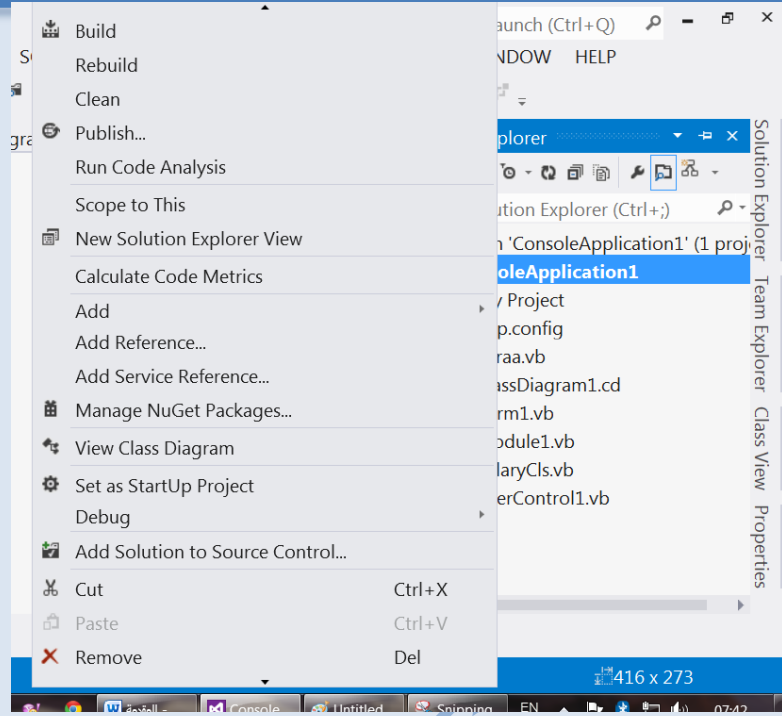 Build
Rebuild
Clean
Publish...
Run Code Analysis
Scope to This
New Solution Explorer View
Calculate Code Metrics
Add
Add Reference...
Add Service Reference...
Manage NuGet Packages...
View Class Diagram
Set as StartUp Project
Debug
Add Solution to Source Control...
Cut Ctrl+X
Paste Ctrl+V
Remove Del
aunch (Ctrl+Q)
NDOW HELP
plorer
ution Explorer (Ctrl+;)
'ConsoleApplication1' (1 proj
oleApplication1
Project
p.config
raa.vb
assDiagram1.cd
rm1.vb
odule1.vb
laryCls.vb
erControl1.vb
Solution Explorer
Team Explorer
Class View
Properties
416 x 273
المقدمة -
Console
Untitled
Snipping
EN
07:42